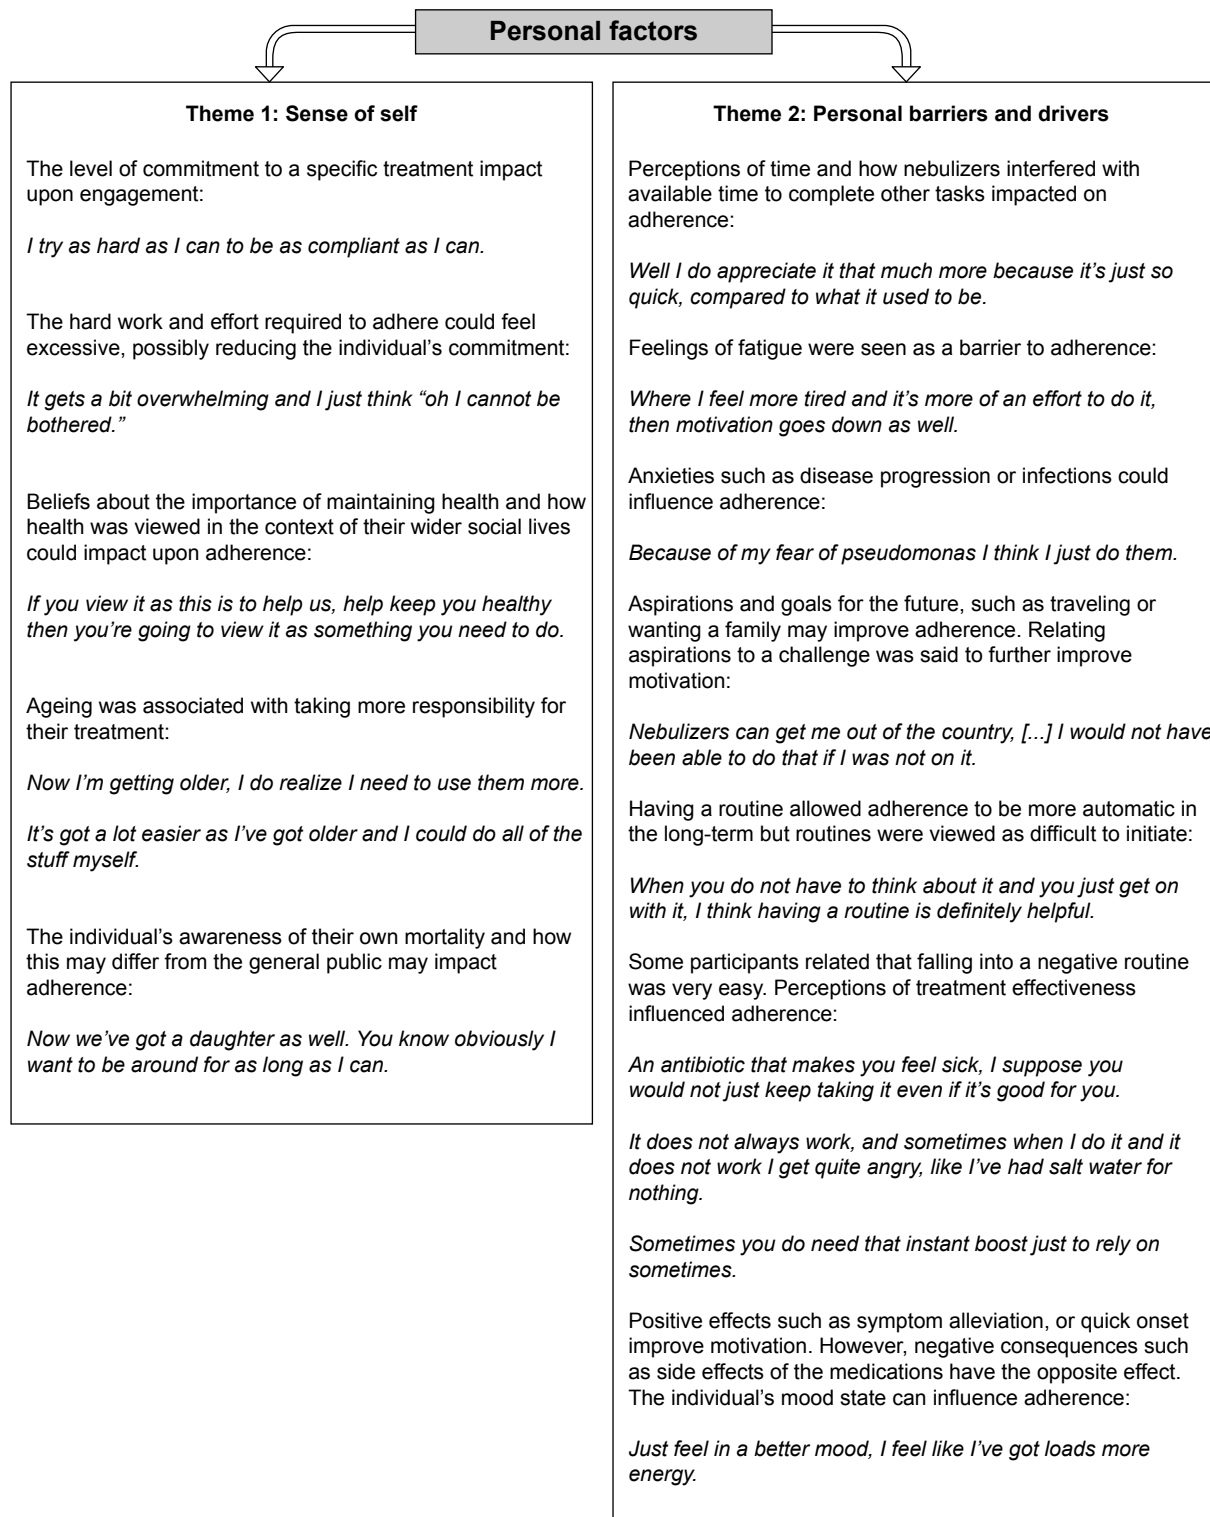 Personal factors
Theme 1: Sense of self
The level of commitment to a specific treatment impact
upon engagement:
I try as hard as I can to be as compliant as I can.
The hard work and effort required to adhere could feel
excessive, possibly reducing the individual’s commitment:
It gets a bit overwhelming and I just think “oh I cannot be
bothered.”
Beliefs about the importance of maintaining health and how
health was viewed in the context of their wider social lives
could impact upon adherence:
If you view it as this is to help us, help keep you healthy
then you’re going to view it as something you need to do.
Ageing was associated with taking more responsibility for
their treatment:
Now I’m getting older, I do realize I need to use them more.
It’s got a lot easier as I’ve got older and I could do all of the
stuff myself.
The individual’s awareness of their own mortality and how
this may differ from the general public may impact
adherence:
Now we’ve got a daughter as well. You know obviously I
want to be around for as long as I can.
Theme 2: Personal barriers and drivers
Perceptions of time and how nebulizers interfered with
available time to complete other tasks impacted on
adherence:
Well I do appreciate it that much more because it’s just so
quick, compared to what it used to be.
Feelings of fatigue were seen as a barrier to adherence:
Where I feel more tired and it’s more of an effort to do it,
then motivation goes down as well.
Anxieties such as disease progression or infections could
influence adherence:
Because of my fear of pseudomonas I think I just do them.
Aspirations and goals for the future, such as traveling or
wanting a family may improve adherence. Relating
aspirations to a challenge was said to further improve
motivation:
Nebulizers can get me out of the country, [...] I would not have
been able to do that if I was not on it.
Having a routine allowed adherence to be more automatic in
the long-term but routines were viewed as difficult to initiate:
When you do not have to think about it and you just get on
with it, I think having a routine is definitely helpful.
Some participants related that falling into a negative routine
was very easy. Perceptions of treatment effectiveness
influenced adherence:
An antibiotic that makes you feel sick, I suppose you
would not just keep taking it even if it’s good for you.
It does not always work, and sometimes when I do it and it
does not work I get quite angry, like I’ve had salt water for
nothing.
Sometimes you do need that instant boost just to rely on
sometimes.
Positive effects such as symptom alleviation, or quick onset
improve motivation. However, negative consequences such
as side effects of the medications have the opposite effect.
The individual’s mood state can influence adherence:
Just feel in a better mood, I feel like I’ve got loads more
energy.